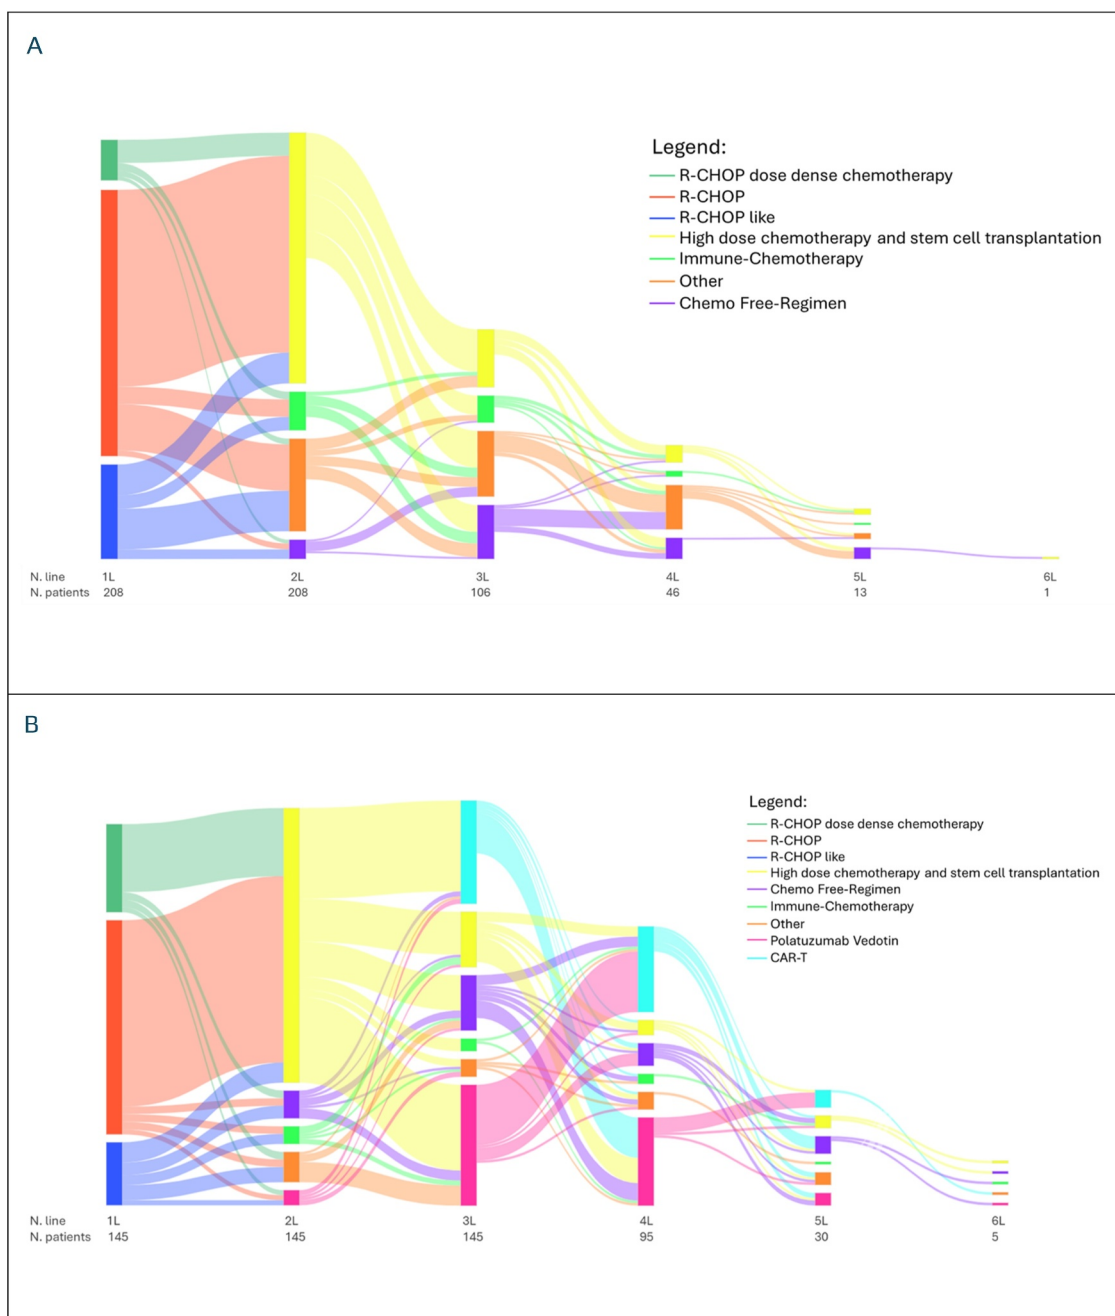 A
Legend:
R-CHOP dose dense chemotherapy
R-CHOP
R-CHOP like
High dose chemotherapy and stem cell transplantation
Immune-Chemotherapy
Other
Chemo Free-Regimen
N. line 1L 2L 3L 4L 5L 6L
N. patients 208 208 106 46 13 1
B
Legend:
R-CHOP dose dense chemotherapy
R-CHOP
R-CHOP like
High dose chemotherapy and stem cell transplantation
Chemo Free-Regimen
Immune-Chemotherapy
Other
Polatuzumab Vedotin
CAR-T
N. line 1L 2L 3L 4L 5L 6L
N. patients 145 145 145 95 30 5